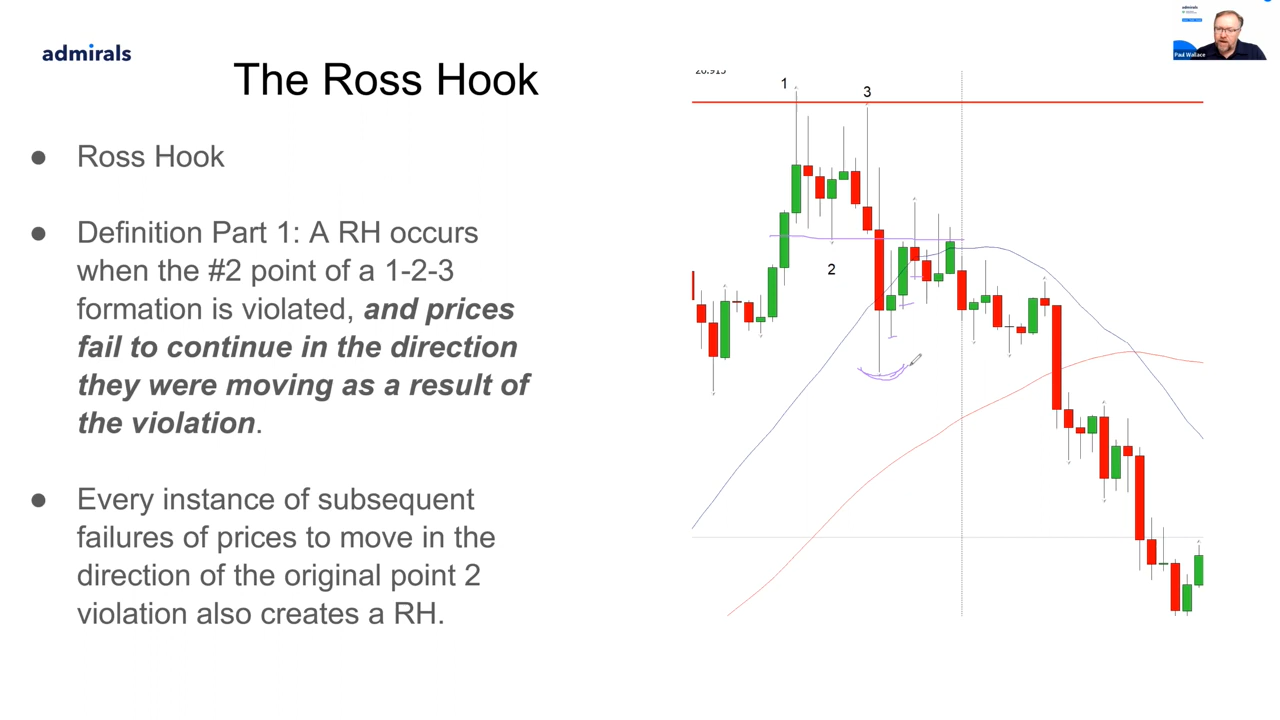 admirals
The Ross Hook
● Ross Hook
● Definition Part 1: A RH occurs
when the #2 point of a 1-2-3
formation is violated, and prices
fail to continue in the direction
they were moving as a result of
the violation.
● Every instance of subsequent
failures of prices to move in the
direction of the original point 2
violation also creates a RH.
1
3
2
admirals
Paul Wallace